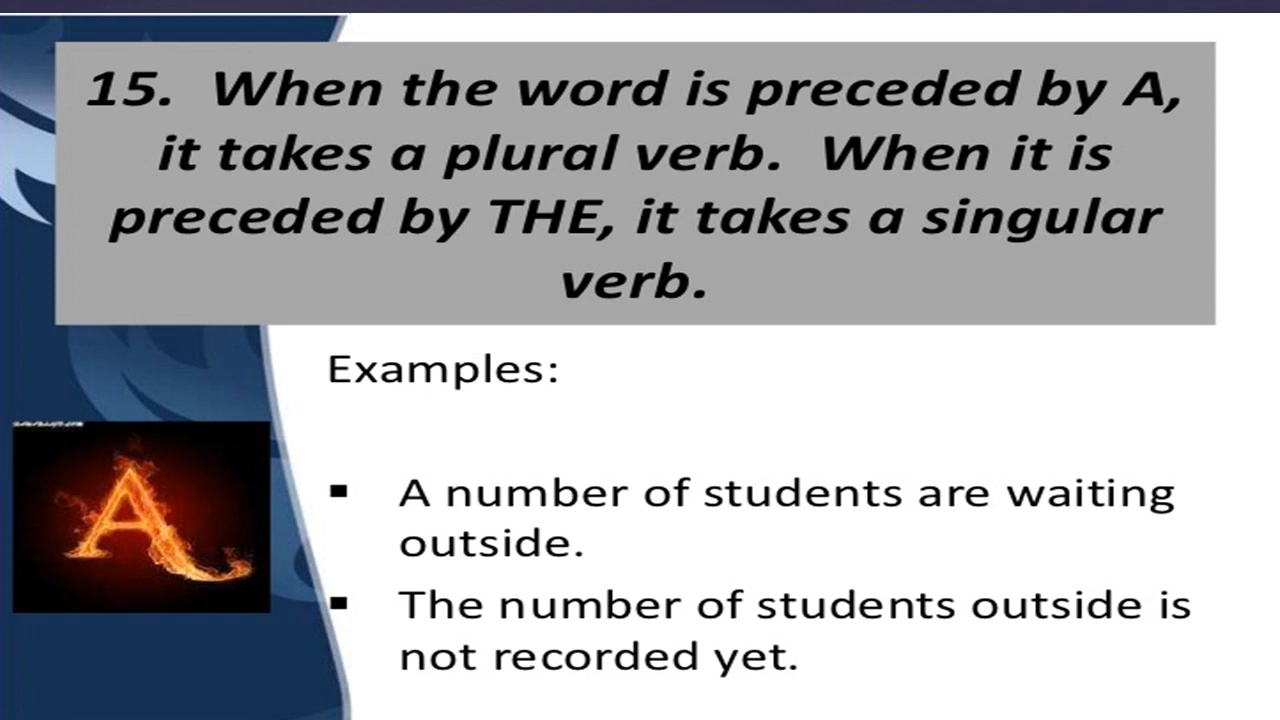 15. When the word is preceded by A,
it takes a plural verb. When it is
preceded by THE, it takes a singular
verb.
Examples:
▪ A number of students are waiting
outside.
A
▪ The number of students outside is
not recorded yet.